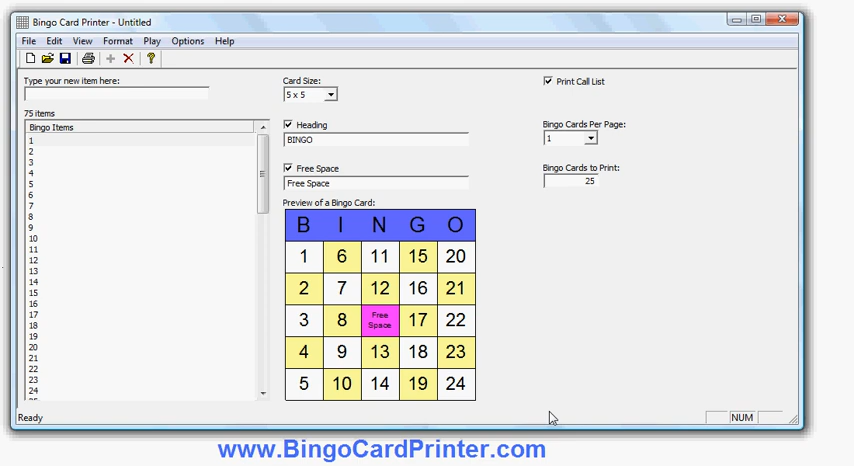 Bingo Card Printer - Untitled
File Edit View Format Play Options Help
Type your new item here:
75 items
Bingo Items
1
2
3
4
5
6
7
8
9
10
11
12
13
14
15
16
17
18
19
20
21
22
23
24
Card Size:
5 x 5
Heading
BINGO
Free Space
Free Space
Preview of a Bingo Card:
B I N G O
1 6 11 15 20
2 7 12 16 21
3 8 Free Space 17 22
4 9 13 18 23
5 10 14 19 24
Print Call List
Bingo Cards Per Page:
1
Bingo Cards to Print:
25
Ready
NUM
www.BingoCardPrinter.com